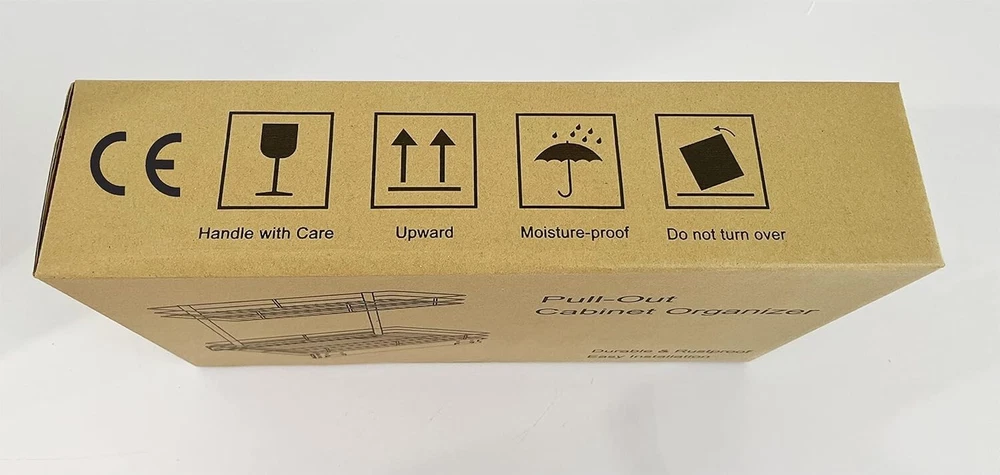 CE
Handle with Care
Upward
Moisture-proof
Do not turn over
Pull-Out
Cabinet Organizer
Durable & Rustproof
Easy Installation